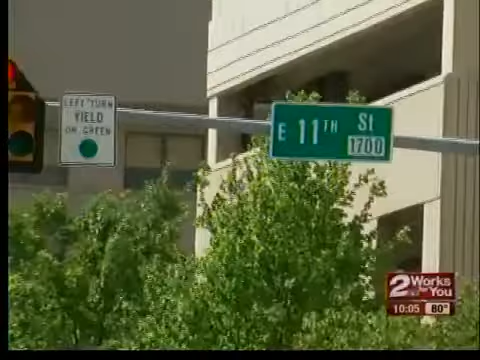 LEFT TURN
YIELD
ON GREEN
E 11TH St
1700
2 Works
for You
10:05 80°